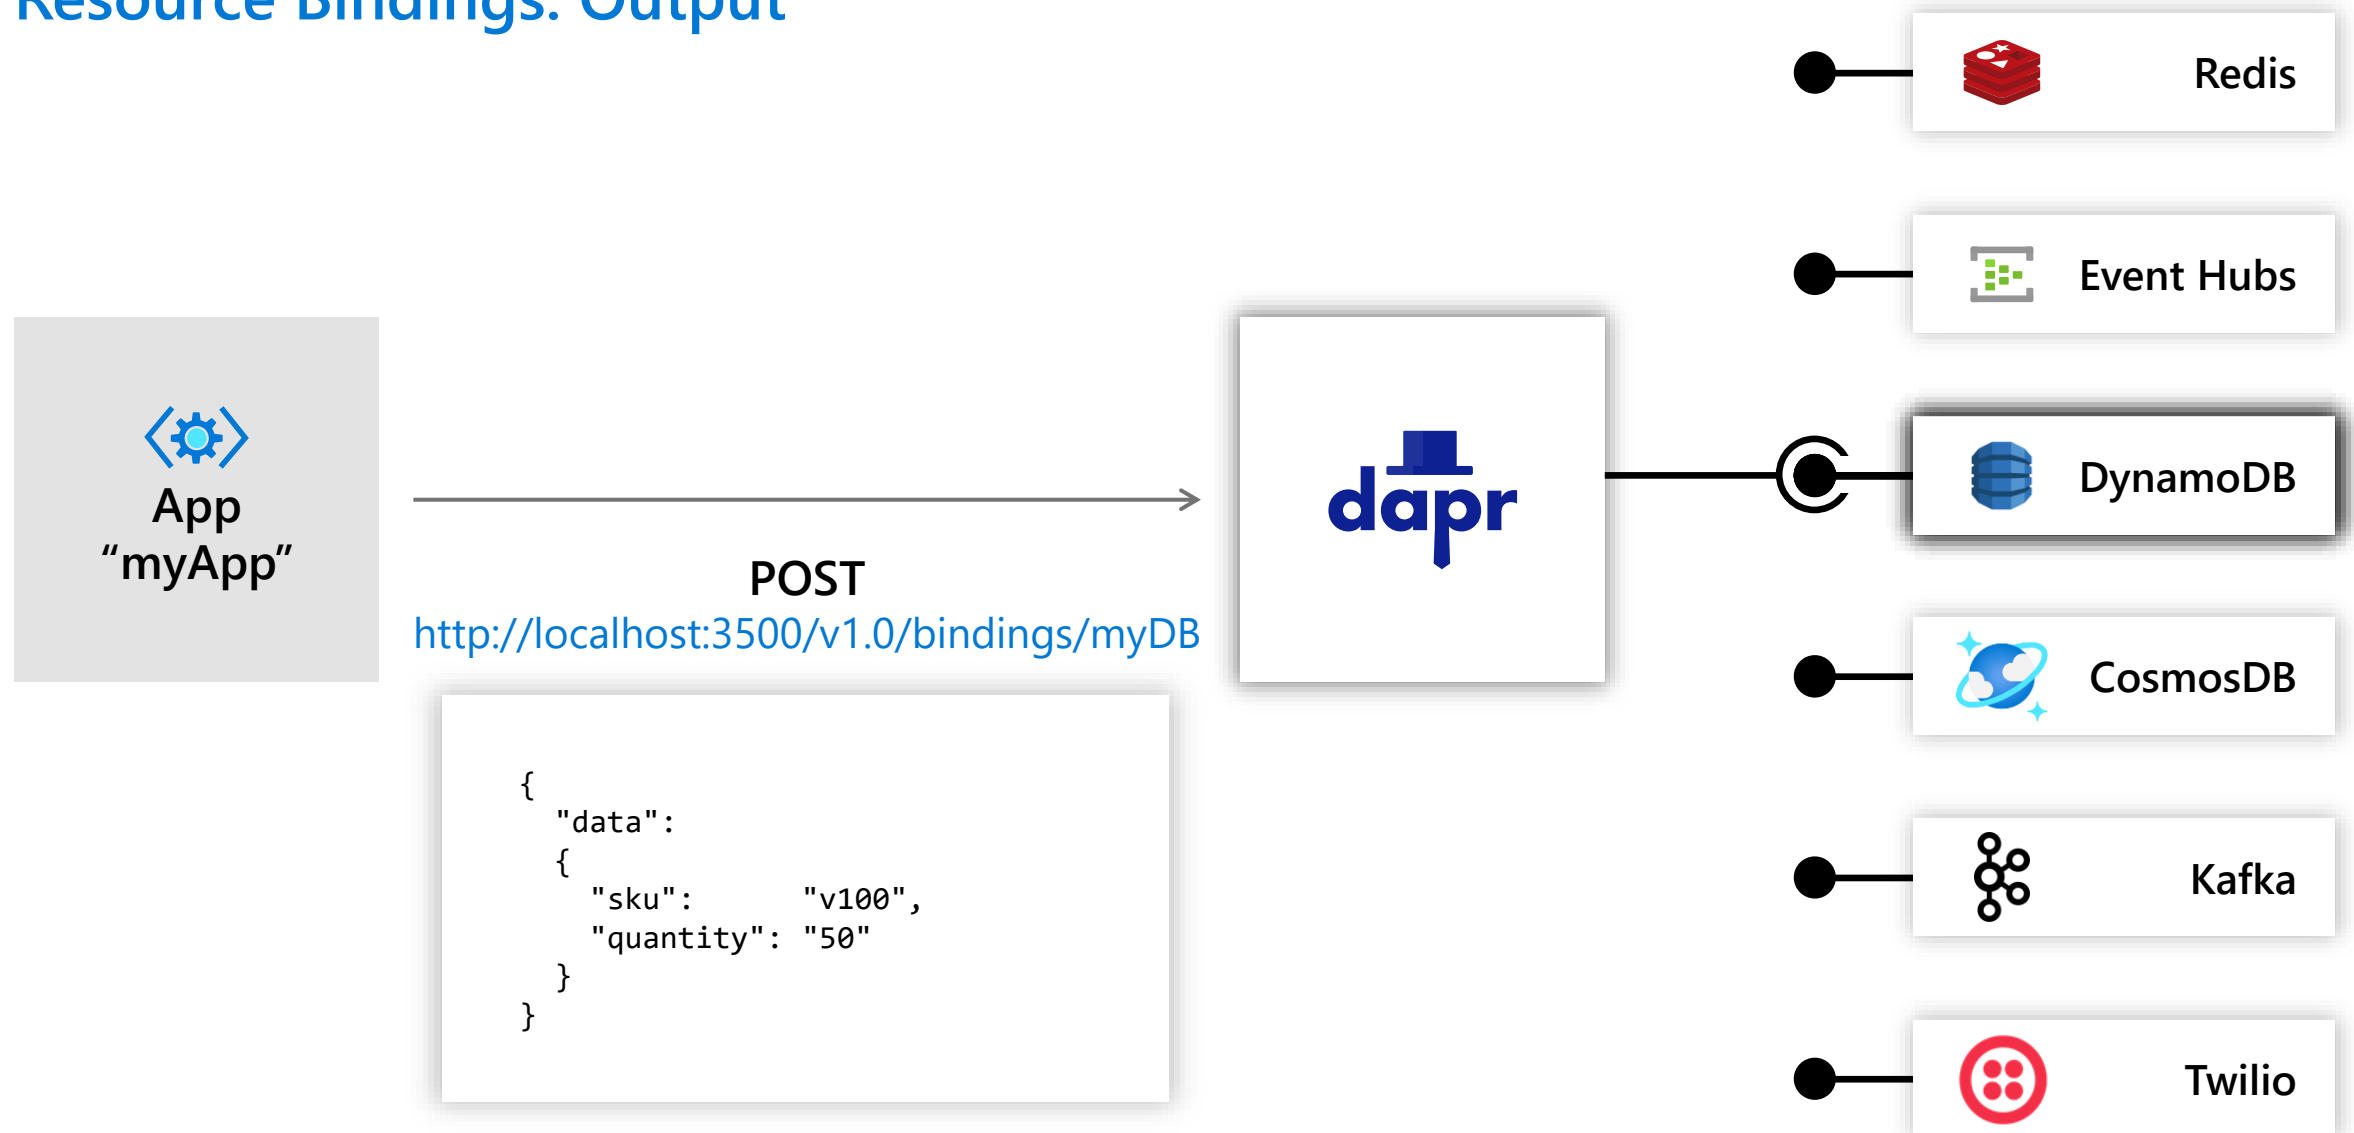 Resource Bindings: Output
Redis
Event Hubs
App
“myApp”
POST
http://localhost:3500/v1.0/bindings/myDB
{
  "data":
  {
    "sku":      "v100",
    "quantity": "50"
  }
}
dapr
DynamoDB
CosmosDB
Kafka
Twilio